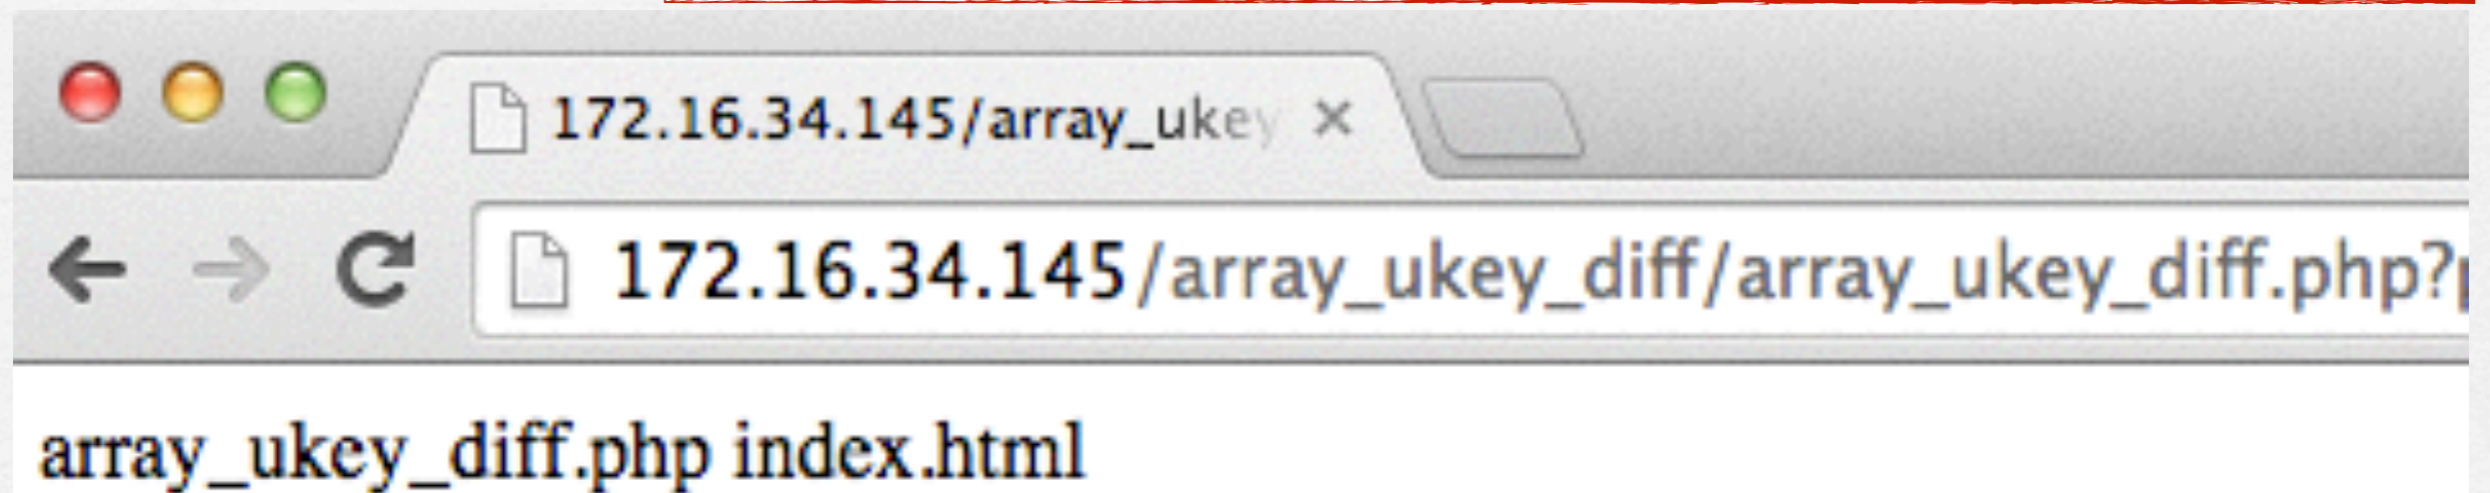 172.16.34.145/array_ukey
172.16.34.145/array_ukey_diff/array_ukey_diff.php?
array_ukey_diff.php index.html